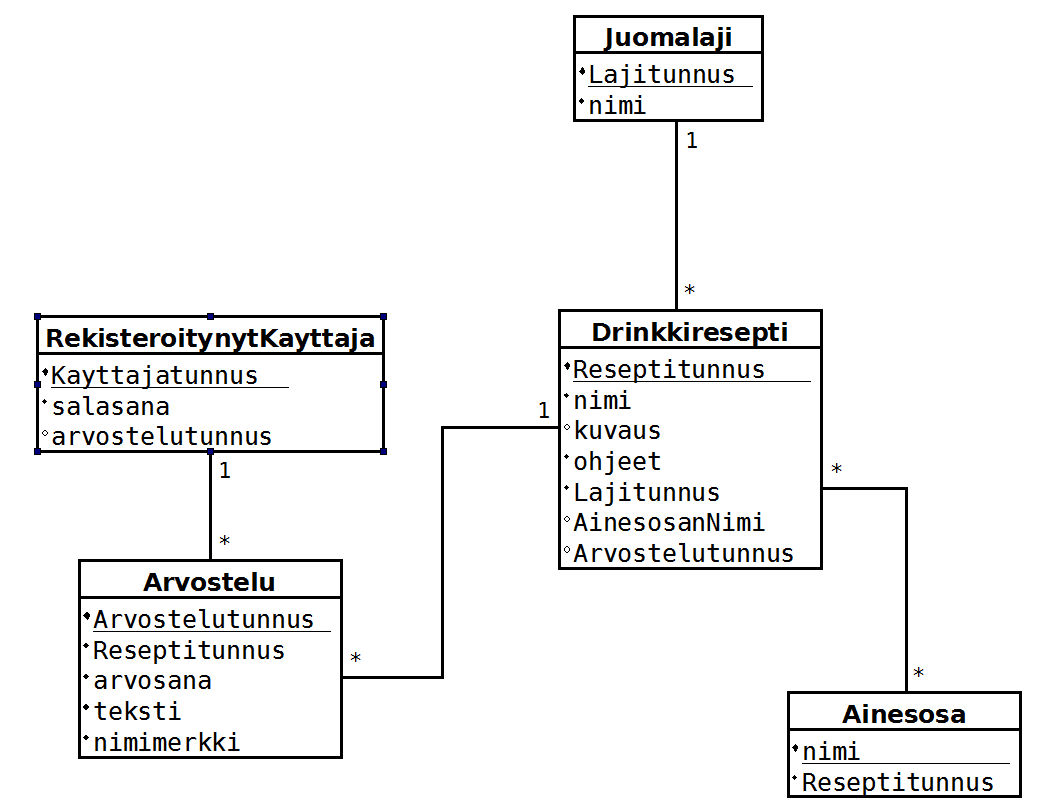 Juomalaji
Lajitunnus
nimi
1
*
RekisteroitynytKayttaja
Kayttajatunnus
salasana
arvostelutunnus
1
*
Drinkkiresepti
Reseptitunnus
nimi
kuvaus
ohjeet
Lajitunnus
AinesosanNimi
Arvostelutunnus
1
*
Arvostelu
Arvostelutunnus
Reseptitunnus
arvosana
teksti
nimimerkki
*
*
Ainesosa
nimi
Reseptitunnus